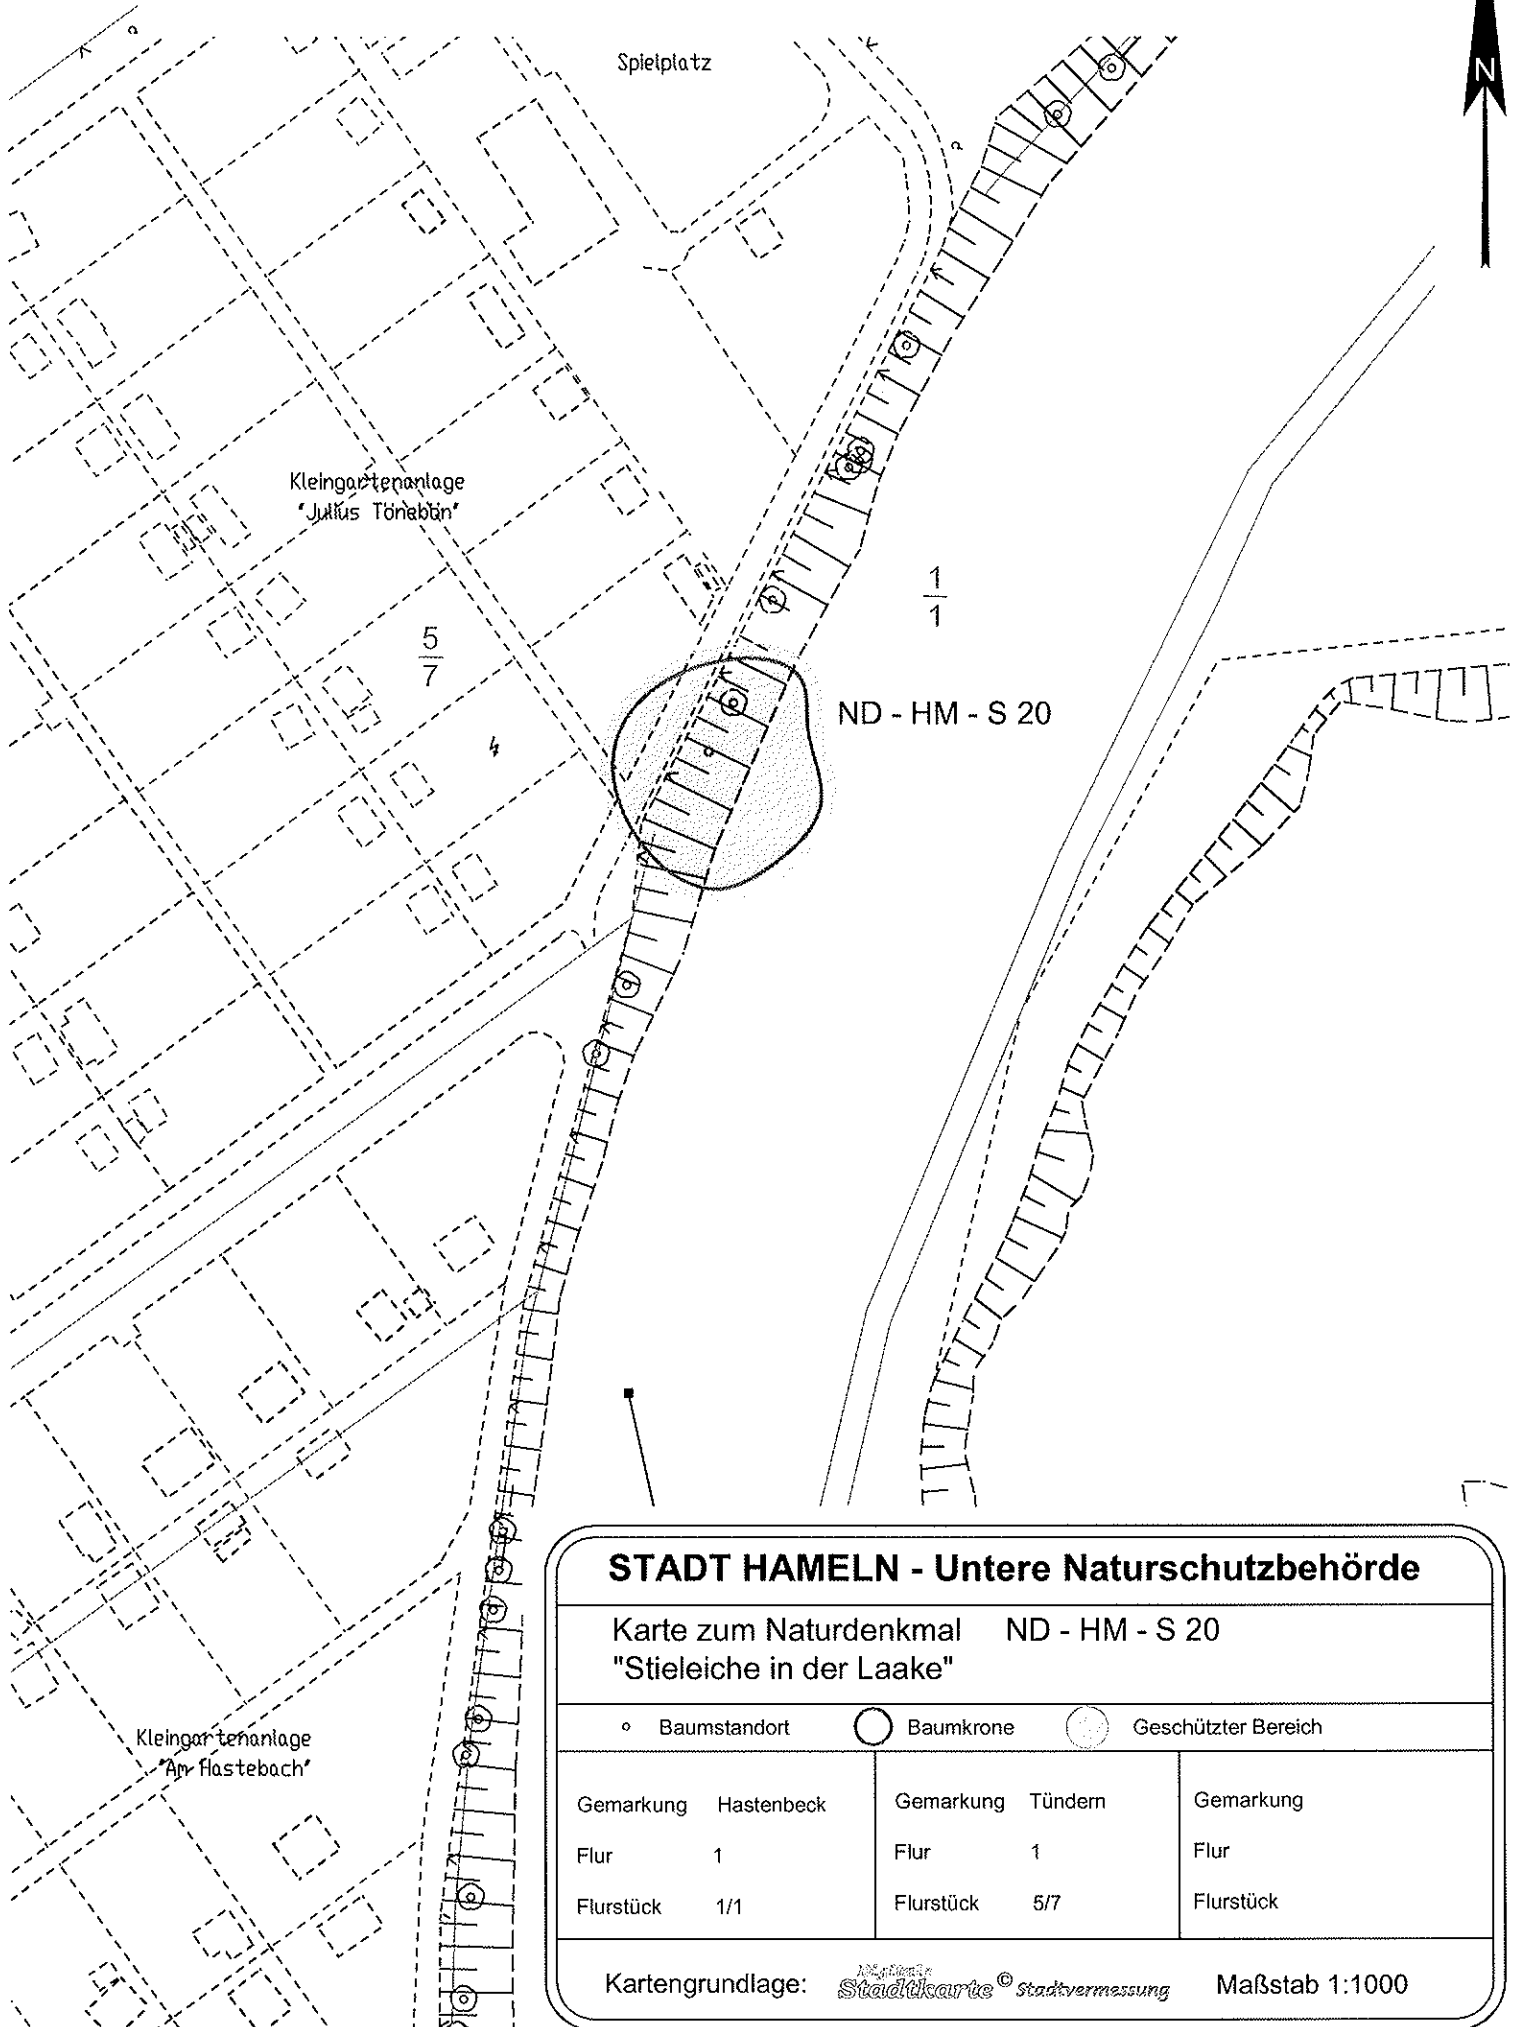 Spielplatz
N
Kleingartenanlage
"Julius Tönebön"
1
1
5
7
ND - HM - S 20
STADT HAMELN - Untere Naturschutzbehörde
Karte zum Naturdenkmal ND - HM - S 20
"Stieleiche in der Laake"
Baumstandort Baumkrone Geschützter Bereich
Kleingartenanlage
"Am Hastebach"
Gemarkung Hastenbeck Gemarkung Tündern Gemarkung
Flur 1 Flur 1 Flur
Flurstück 1/1 Flurstück 5/7 Flurstück
Digitale
Kartengrundlage: Stadtkarte © Stadtvermessung Maßstab 1:1000